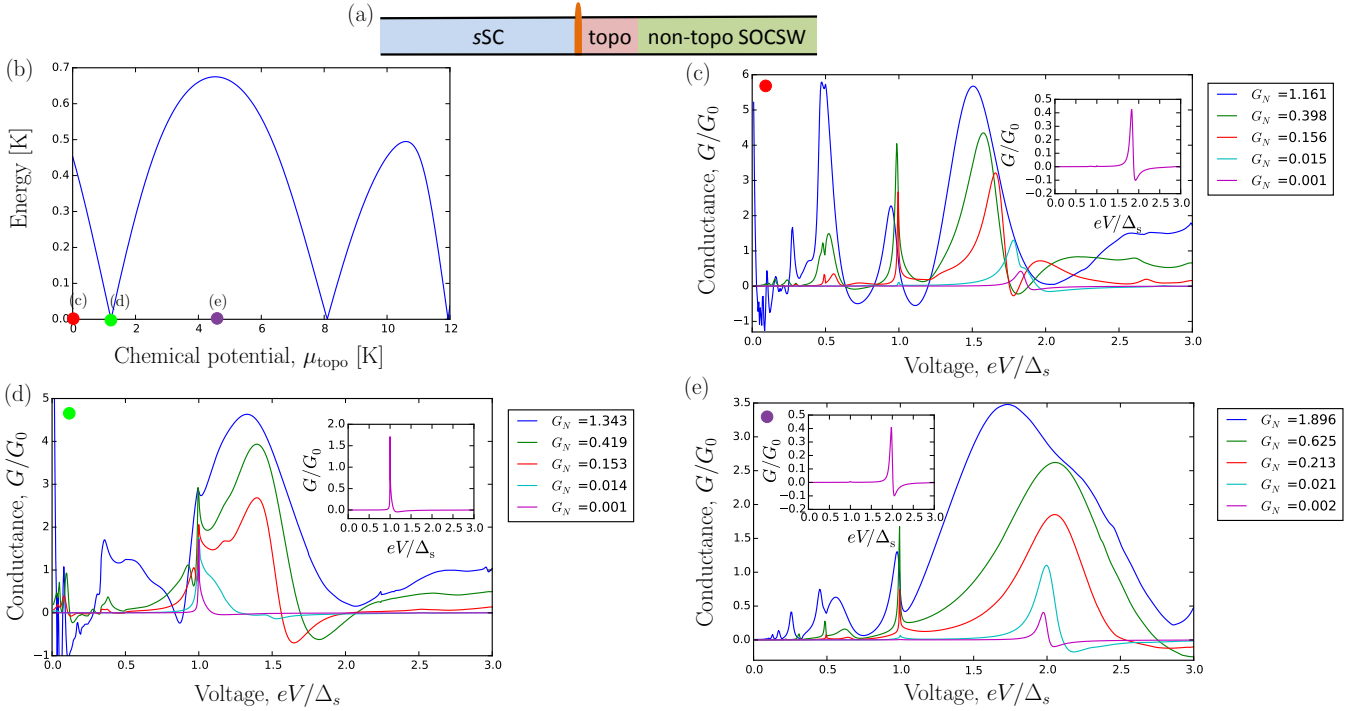 (a)
sSC
topo
non-topo SOCSW
(b)
Energy [K]
0.7
0.6
0.5
0.4
0.3
0.2
0.1
0.0
(c)
(d)
(e)
0
2
4
6
8
10
12
Chemical potential, μtopo [K]
(c)
Conductance, G/G0
6
5
4
3
2
1
0
−1
0.0
0.5
1.0
1.5
2.0
2.5
3.0
Voltage, eV/Δs
G/G0
0.5
0.4
0.3
0.2
0.1
0.0
−0.1
−0.2
0.0 0.5 1.0 1.5 2.0 2.5 3.0
eV/Δs
GN =1.161
GN =0.398
GN =0.156
GN =0.015
GN =0.001
(d)
Conductance, G/G0
5
4
3
2
1
0
−1
0.0
0.5
1.0
1.5
2.0
2.5
3.0
Voltage, eV/Δs
G/G0
2.0
1.5
1.0
0.5
0.0
0.0 0.5 1.0 1.5 2.0 2.5 3.0
eV/Δs
GN =1.343
GN =0.419
GN =0.153
GN =0.014
GN =0.001
(e)
Conductance, G/G0
3.5
3.0
2.5
2.0
1.5
1.0
0.5
0.0
0.0
0.5
1.0
1.5
2.0
2.5
3.0
Voltage, eV/Δs
G/G0
0.5
0.4
0.3
0.2
0.1
0.0
−0.1
−0.2
0.0 0.5 1.0 1.5 2.0 2.5 3.0
eV/Δs
GN =1.896
GN =0.625
GN =0.213
GN =0.021
GN =0.002